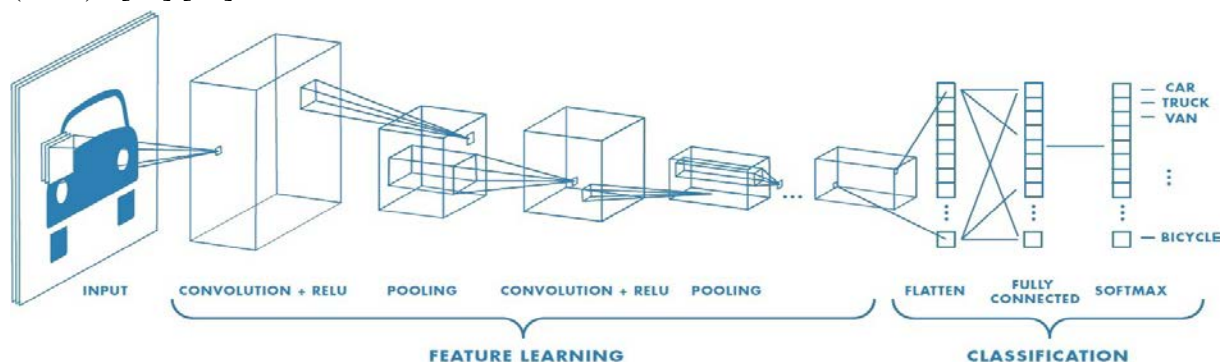 CAR
TRUCK
VAN
BICYCLE
INPUT
CONVOLUTION + RELU
POOLING
CONVOLUTION + RELU
POOLING
FLATTEN
FULLY
CONNECTED
SOFTMAX
FEATURE LEARNING
CLASSIFICATION